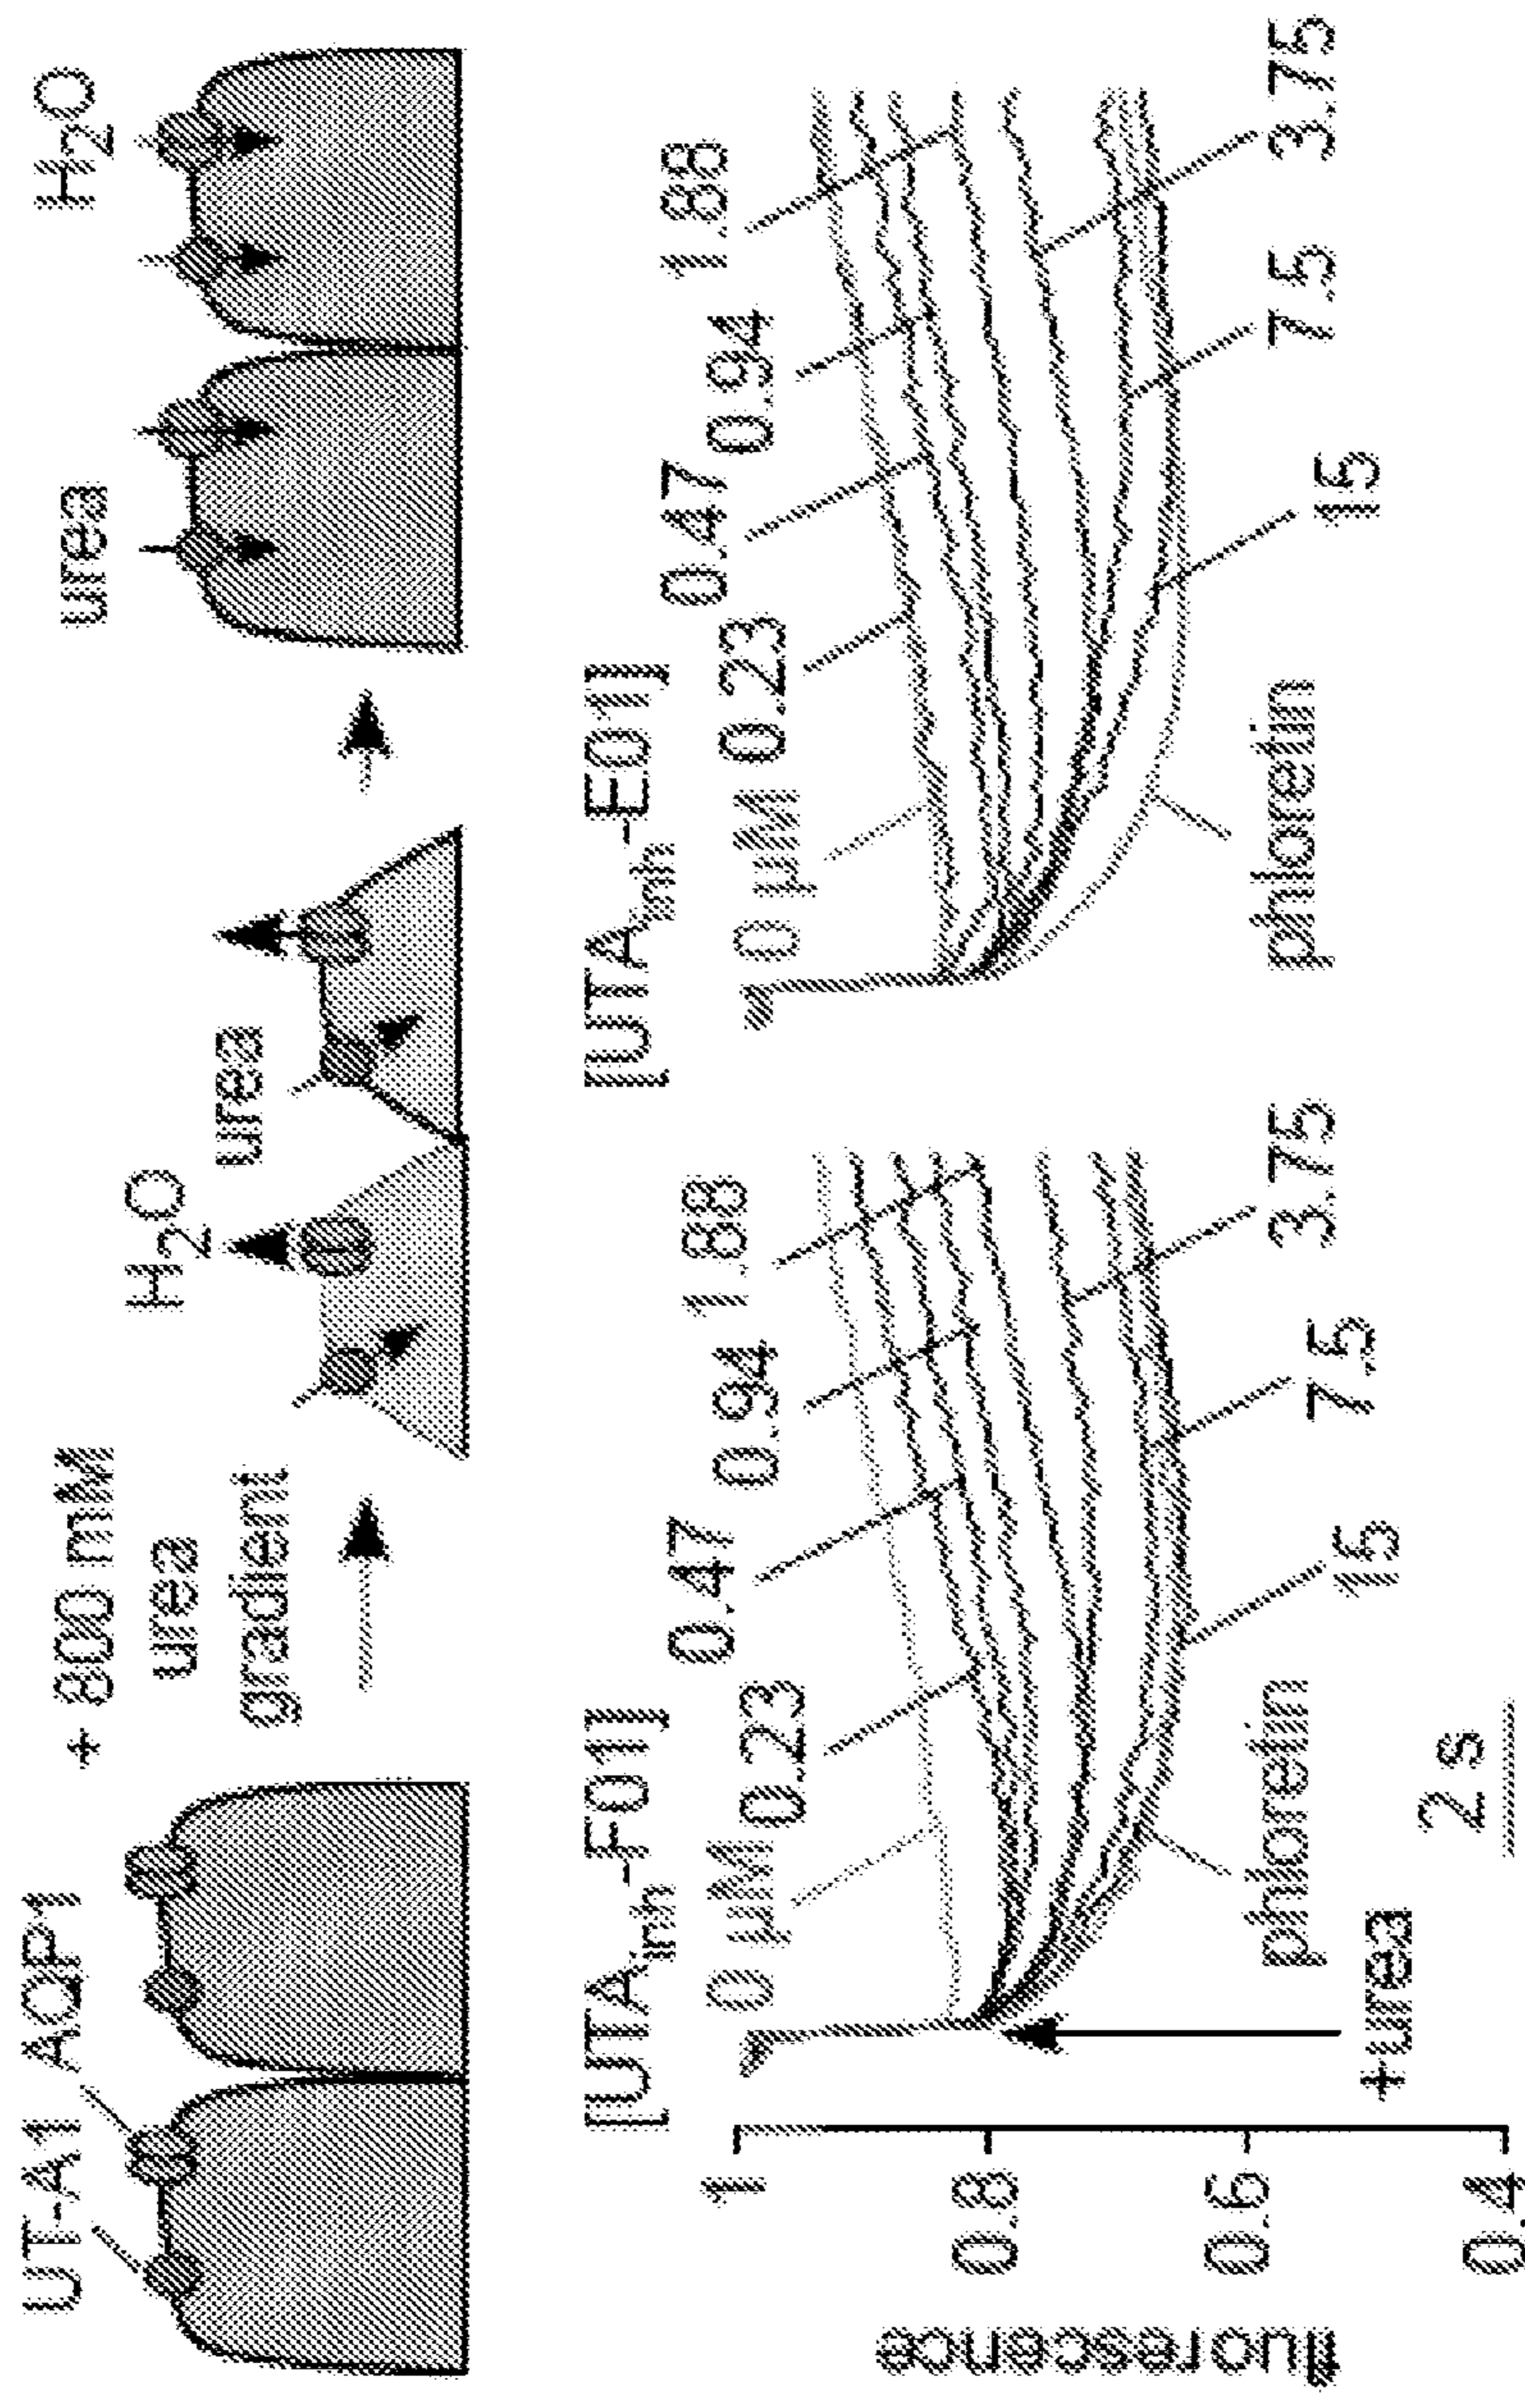 UT-A1 AQP1
+ 800 mM
urea
gradient
H2O
urea
urea
H2O
[UTAinh-F01]
0 µM 0.23 0.47 0.94 1.88
[UTAinh-E01]
0 µM 0.23 0.47 0.94 1.88
fluorescence
1
0.8
0.6
0.4
+urea
phloretin
15
7.5
3.75
2 s
phloretin
15
7.5
3.75